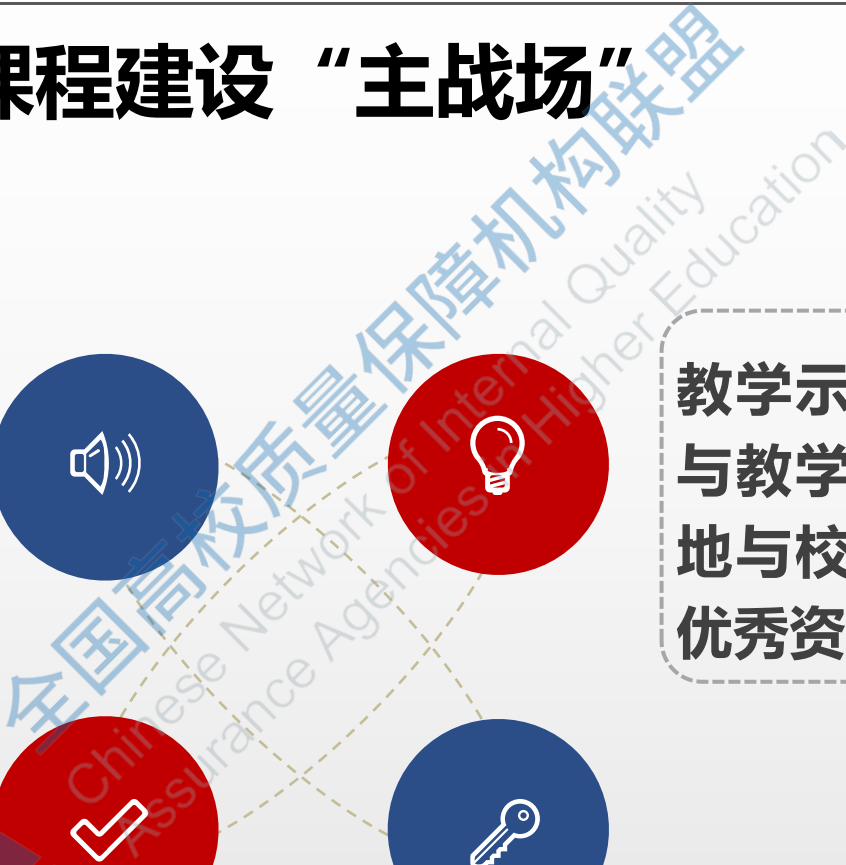 课程建设“主战场”
教学示
与教学
地与校
优秀资
全国高校质量保障机构联盟
Chinese Network of Internal Quality
Assurance Agencies in Higher Education